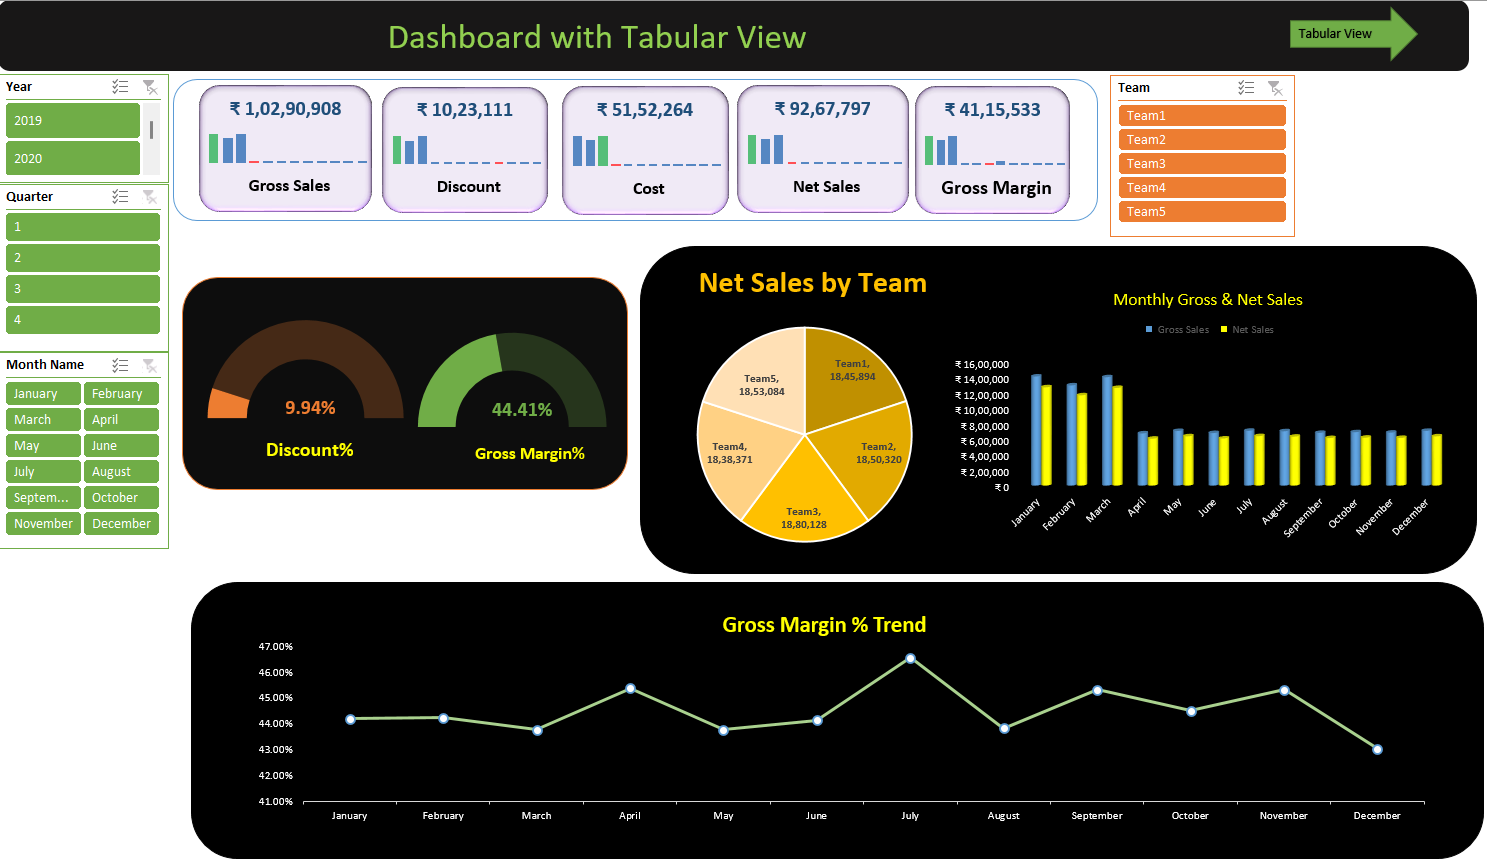 Dashboard with Tabular View
Tabular View
Year
2019
2020
Quarter
1
2
3
4
Month Name
January
February
March
April
May
June
July
August
Septem...
October
November
December
₹ 1,02,90,908
Gross Sales
₹ 10,23,111
Discount
₹ 51,52,264
Cost
₹ 92,67,797
Net Sales
₹ 41,15,533
Gross Margin
Team
Team1
Team2
Team3
Team4
Team5
9.94%
Discount%
44.41%
Gross Margin%
Net Sales by Team
Team1,
18,45,894
Team2,
18,50,320
Team3,
18,80,128
Team4,
18,38,371
Team5,
18,53,084
Monthly Gross & Net Sales
Gross Sales
Net Sales
₹ 16,00,000
₹ 14,00,000
₹ 12,00,000
₹ 10,00,000
₹ 8,00,000
₹ 6,00,000
₹ 4,00,000
₹ 2,00,000
₹ 0
January
February
March
April
May
June
July
August
September
October
November
December
Gross Margin % Trend
47.00%
46.00%
45.00%
44.00%
43.00%
42.00%
41.00%
January
February
March
April
May
June
July
August
September
October
November
December